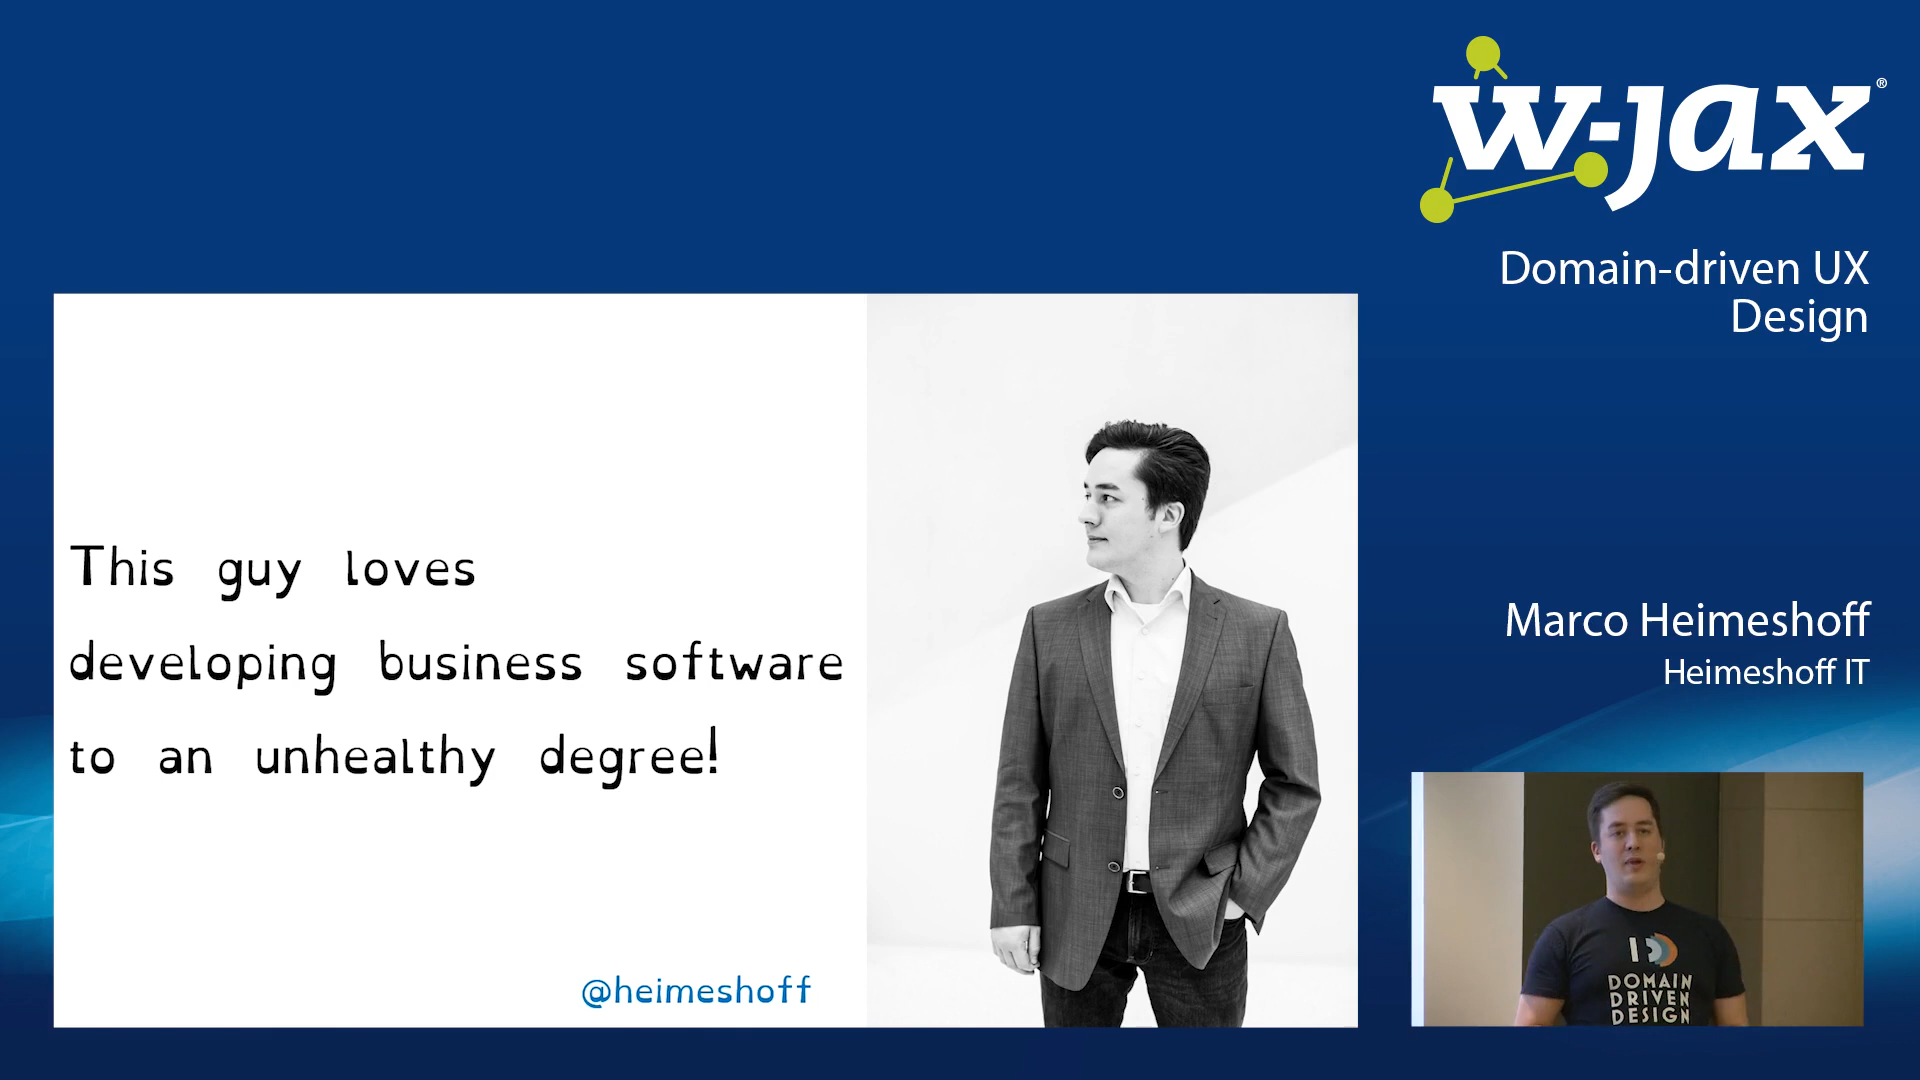 w-jax®
Domain-driven UX
Design
This guy loves
developing business software
to an unhealthy degree!
@heimeshoff
Marco Heimeshoff
Heimeshoff IT
I D
DOMAIN
DRIVEN
DESIGN